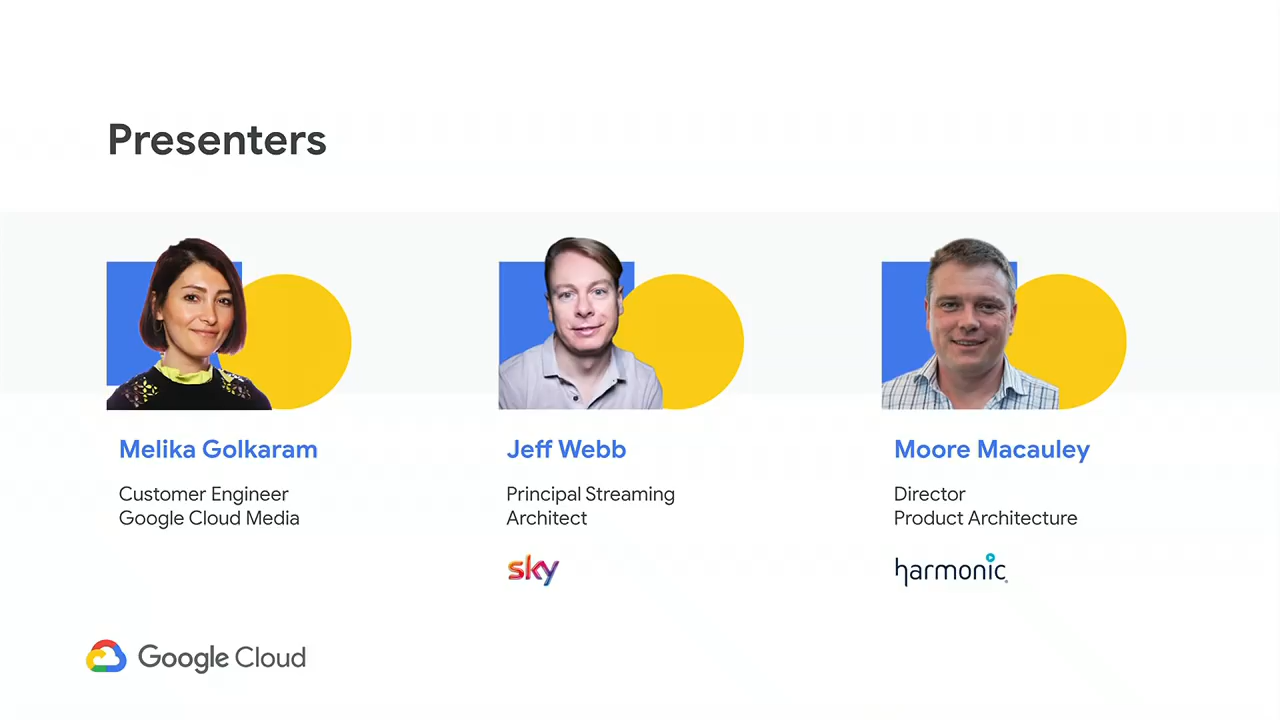 Presenters
Melika Golkaram
Customer Engineer
Google Cloud Media
Jeff Webb
Principal Streaming
Architect
sky
Moore Macauley
Director
Product Architecture
harmonic
Google Cloud